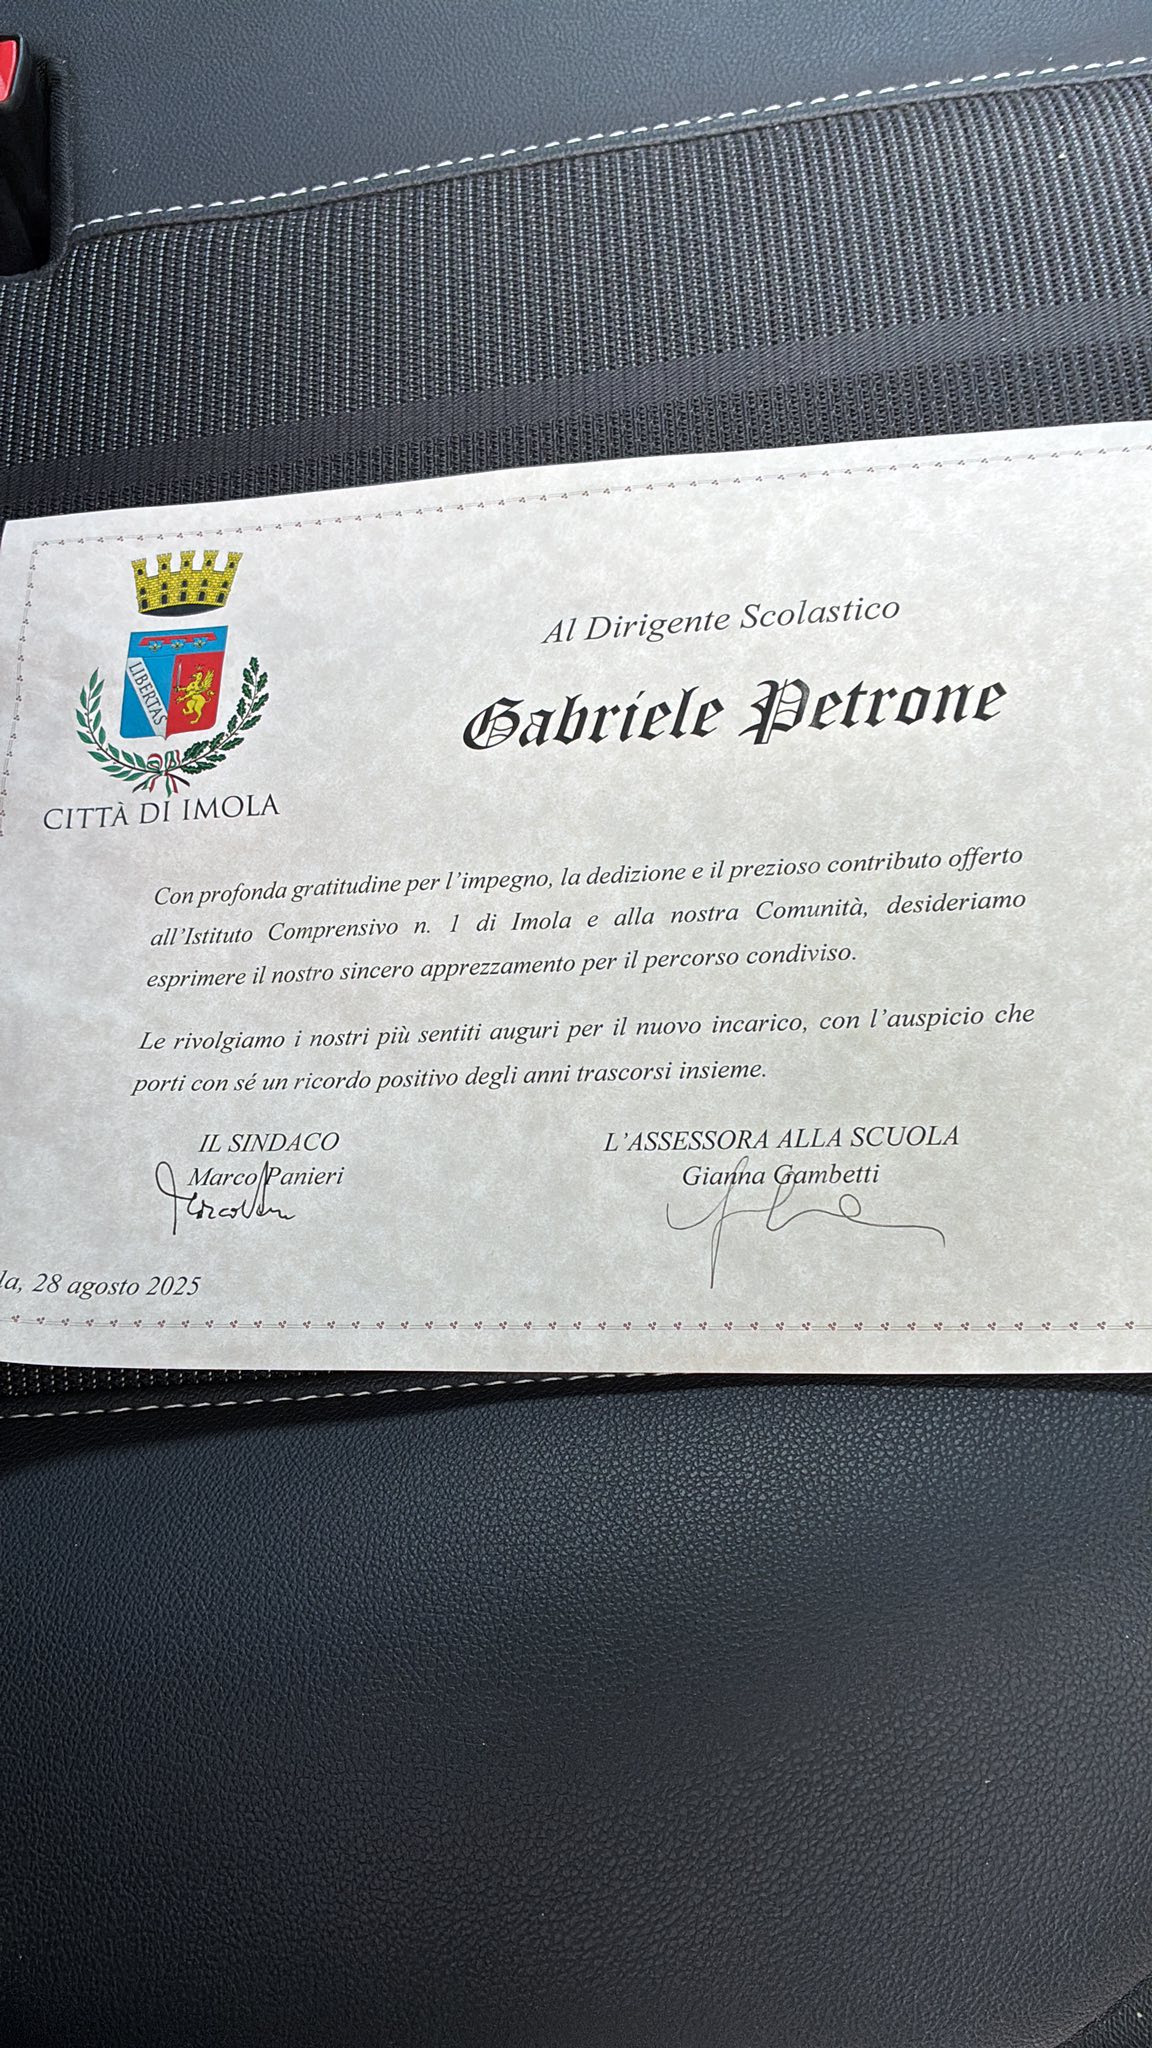 LIBERTAS
CITTÀ DI IMOLA
Al Dirigente Scolastico
Gabriele Petrone
Con profonda gratitudine per l'impegno, la dedizione e il prezioso contributo offerto
all'Istituto Comprensivo n. 1 di Imola e alla nostra Comunità, desideriamo
esprimere il nostro sincero apprezzamento per il percorso condiviso.
Le rivolgiamo i nostri più sentiti auguri per il nuovo incarico, con l'auspicio che
porti con sé un ricordo positivo degli anni trascorsi insieme.
IL SINDACO
Marco Panieri
L'ASSESSORA ALLA SCUOLA
Gianna Gambetti
la, 28 agosto 2025